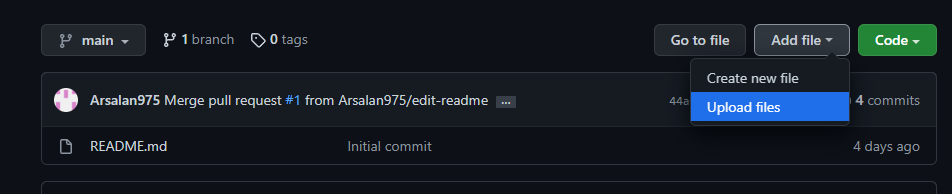 main 1 branch 0 tags Go to file Add file Code
Create new file
Arsalan975 Merge pull request #1 from Arsalan975/edit-readme ... 44a 4 commits
Upload files
README.md Initial commit 4 days ago